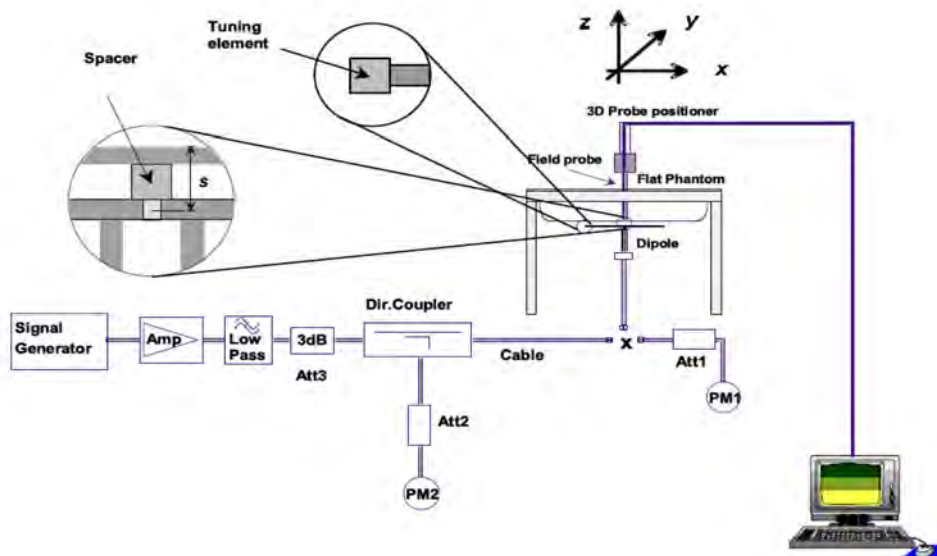 Tuning
element
Spacer
s
z
y
x
3D Probe positioner
Field probe
Flat Phantom
Dipole
Signal
Generator
Amp
Low
Pass
3dB
Att3
Dir.Coupler
Cable
x
Att1
PM1
Att2
PM2